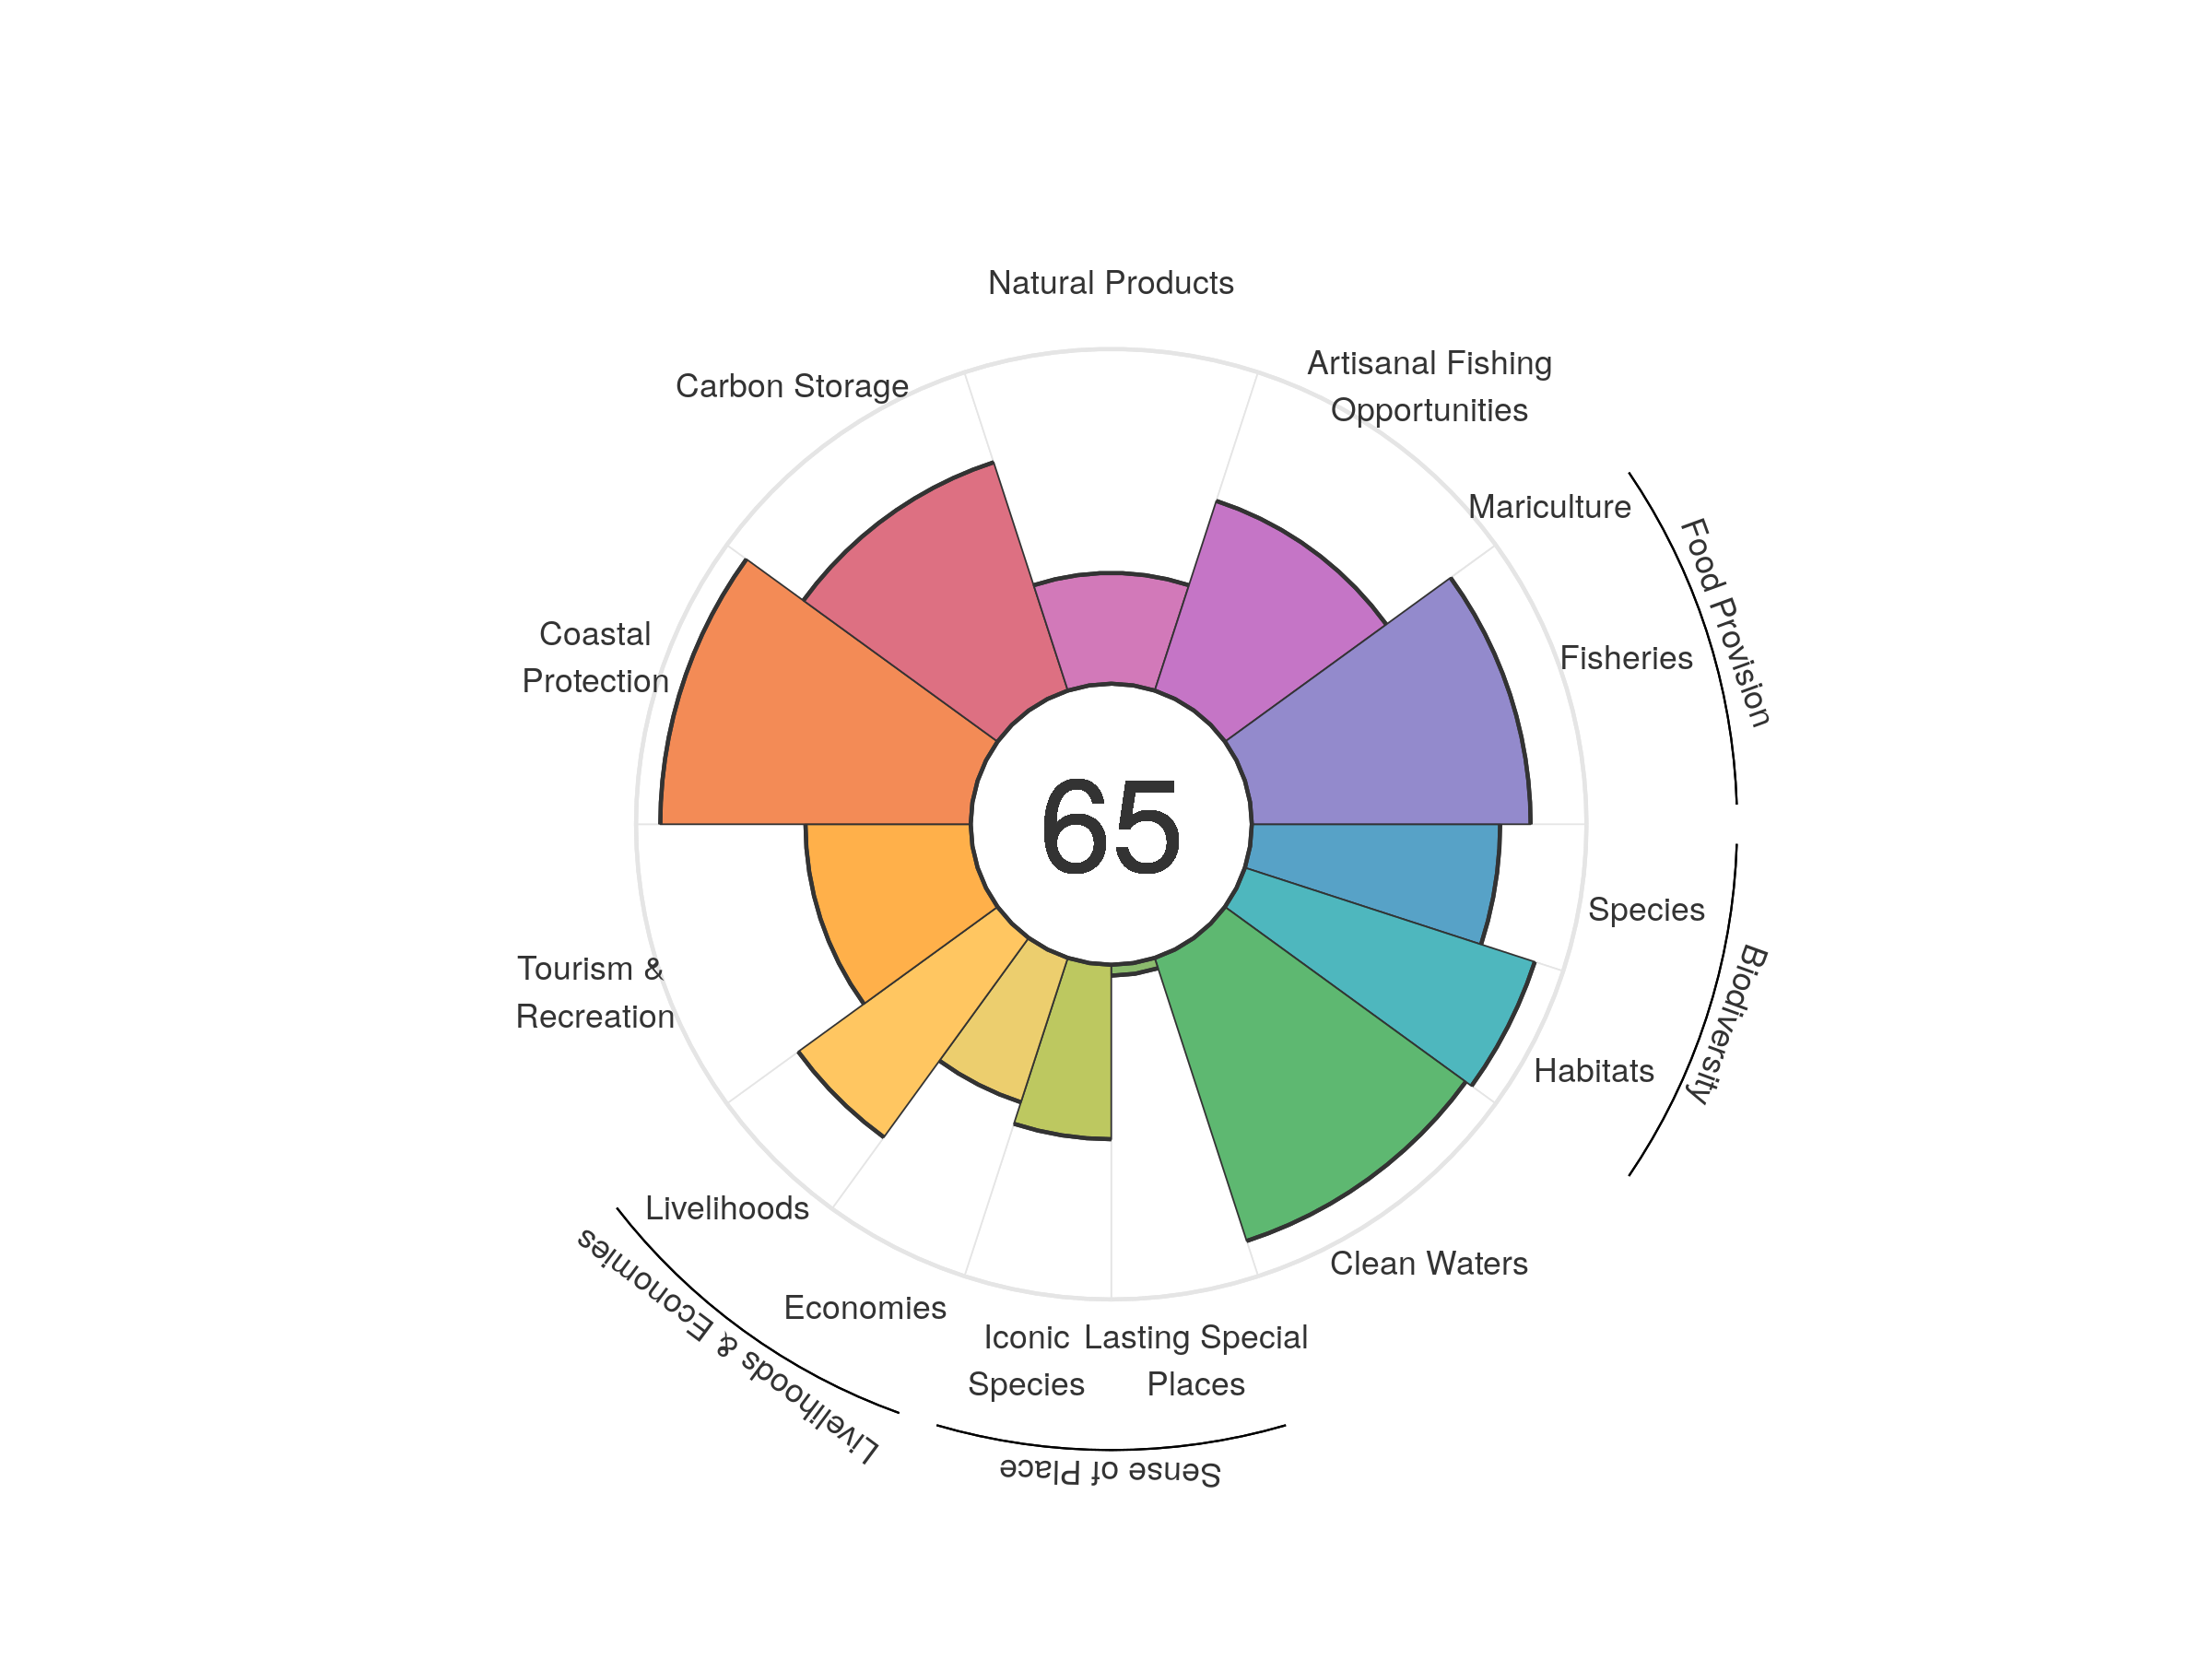 Natural Products
Artisanal Fishing
Opportunities
Carbon Storage
Mariculture
Food Provision
Fisheries
Coastal
Protection
65
Species
Biodiversity
Tourism &
Recreation
Habitats
Livelihoods
Clean Waters
Economies
Livelihoods & Economies
Iconic
Species
Lasting Special
Places
Sense of Place